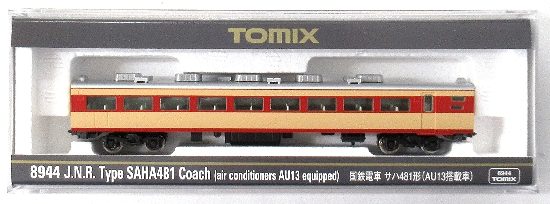 TOMIX
8944 J.N.R. Type SAHA481 Coach (air conditioners AU13 equipped) 国鉄電車 サハ481形(AU13搭載車)
8944
TOMIX